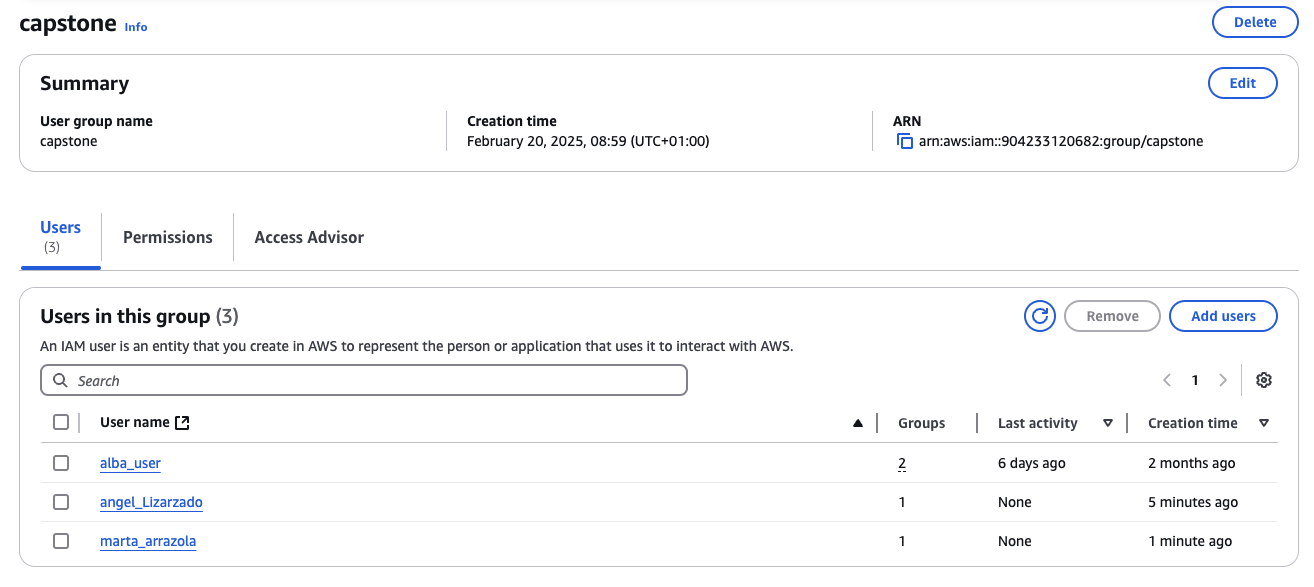 capstone Info Delete
Summary Edit
User group name Creation time ARN
capstone February 20, 2025, 08:59 (UTC+01:00) arn:aws:iam::904233120682:group/capstone
Users
(3)
Permissions Access Advisor
Users in this group (3) Remove Add users
An IAM user is an entity that you create in AWS to represent the person or application that uses it to interact with AWS.
Search 1
User name Groups Last activity Creation time
alba_user 2 6 days ago 2 months ago
angel_Lizarzado 1 None 5 minutes ago
marta_arrazola 1 None 1 minute ago